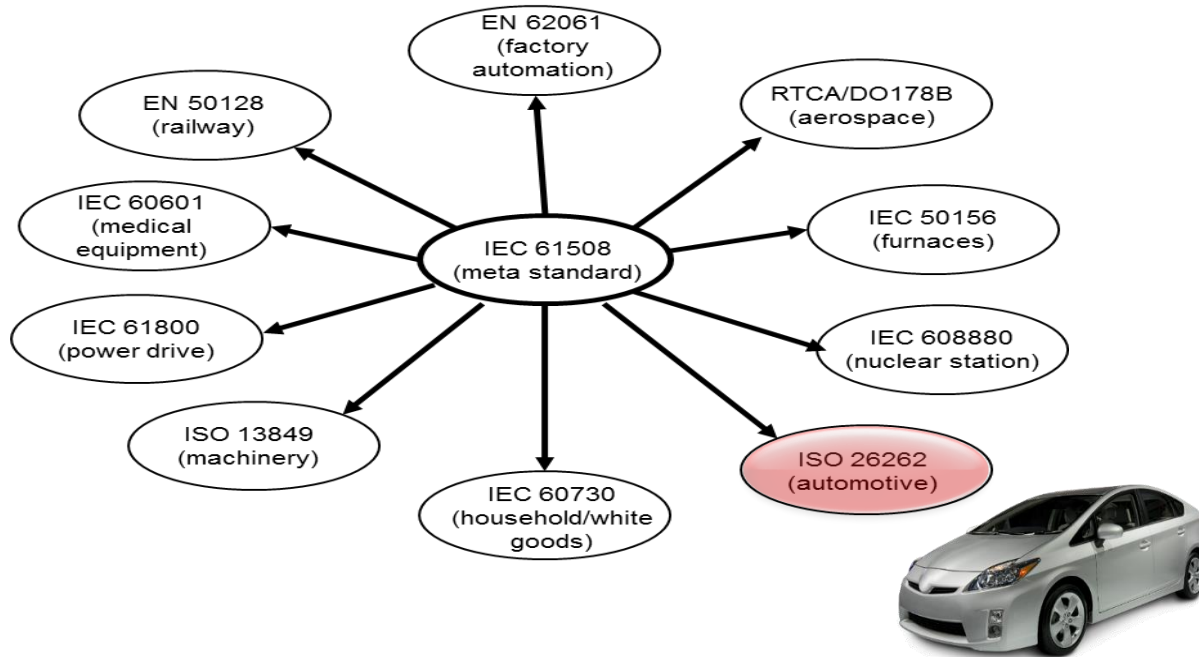 EN 62061
(factory
automation)
EN 50128
(railway)
RTCA/DO178B
(aerospace)
IEC 60601
(medical
equipment)
IEC 50156
(furnaces)
IEC 61508
(meta standard)
IEC 61800
(power drive)
IEC 608880
(nuclear station)
ISO 13849
(machinery)
IEC 60730
(household/white
goods)
ISO 26262
(automotive)